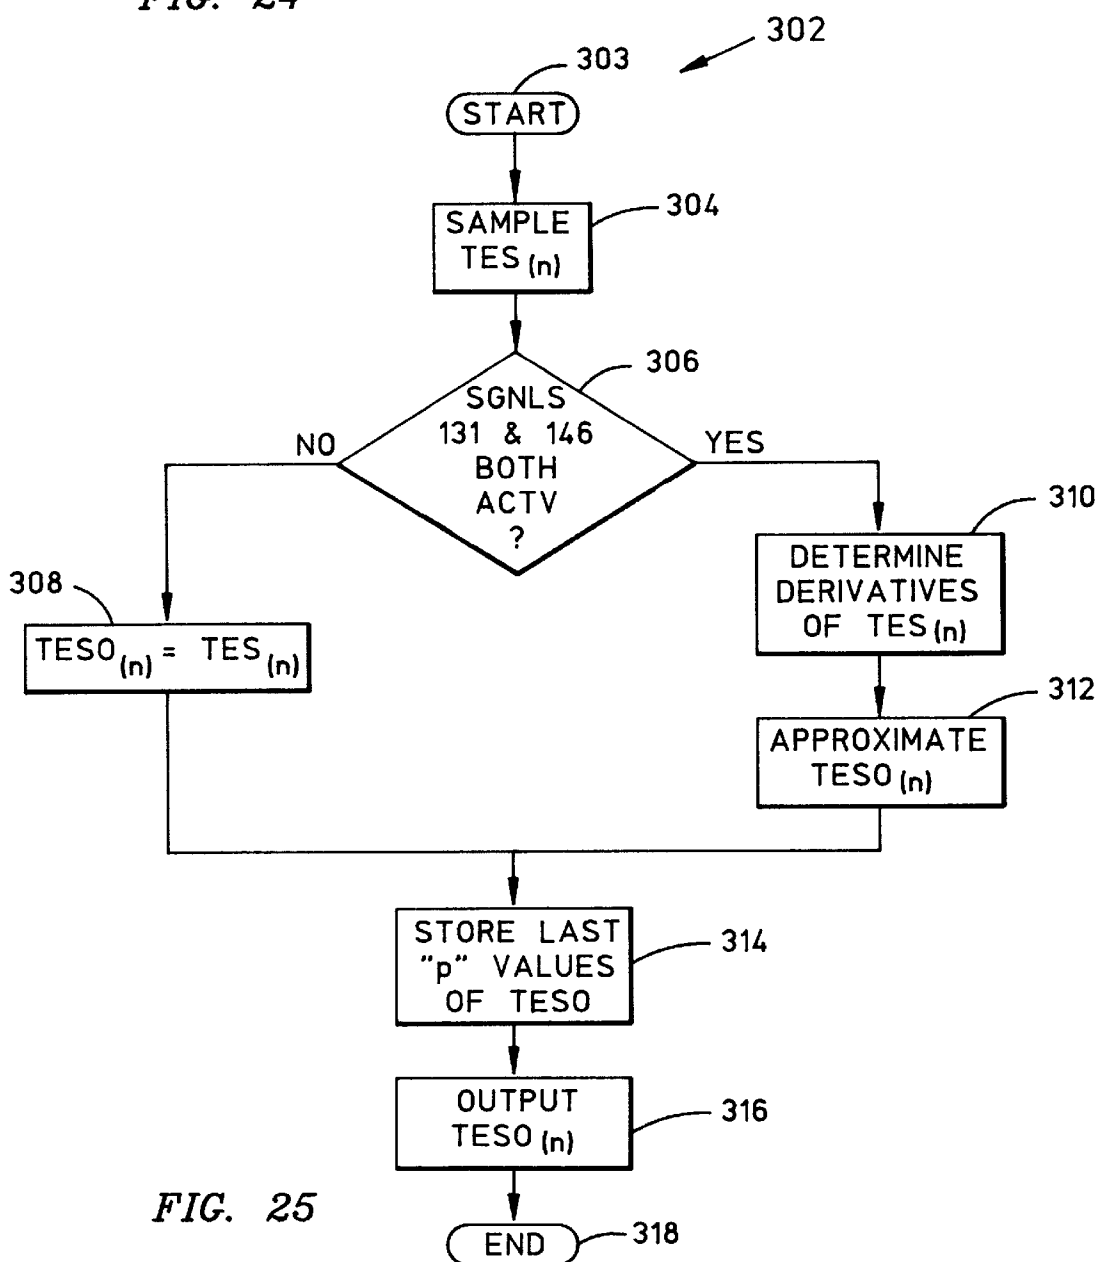 FIG. 24
302
303
START
304
SAMPLE
TES (n)
306
SGNLS
131 & 146
BOTH
ACTV
?
NO
YES
310
DETERMINE
DERIVATIVES
OF TES (n)
308
TESO (n) = TES (n)
312
APPROXIMATE
TESO (n)
STORE LAST
"p" VALUES
OF TESO
314
OUTPUT
TESO (n)
316
FIG. 25
END
318